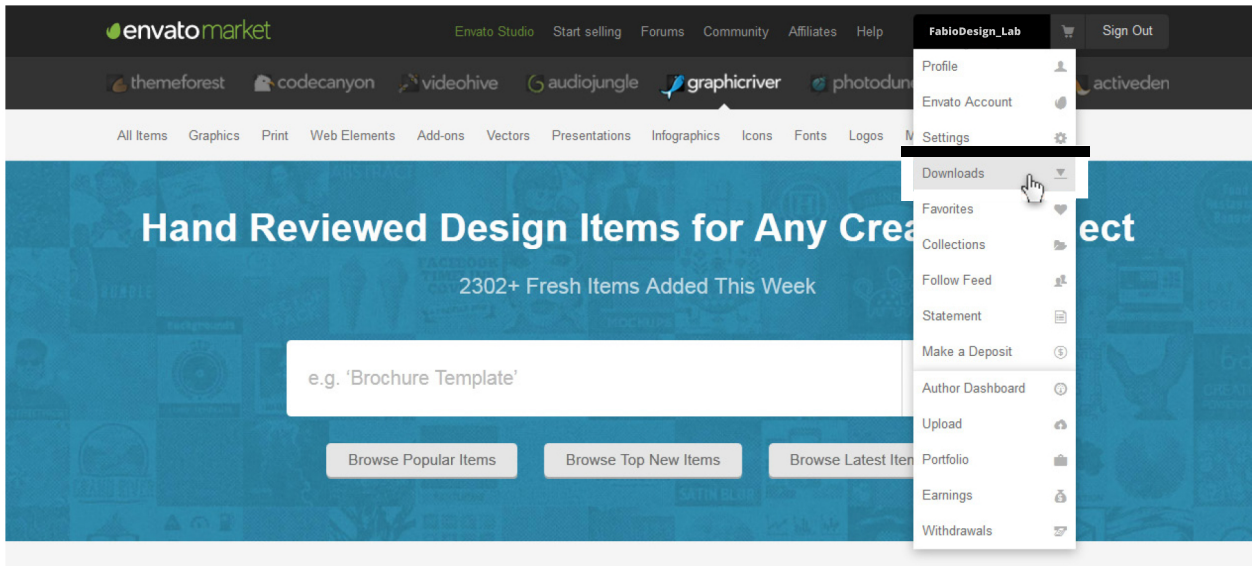 envatomarket
Envato Studio Start selling Forums Community Affiliates Help FabioDesign_Lab Sign Out
themeforest codecanyon videohive audiojungle graphicriver photodun activeden
All Items Graphics Print Web Elements Add-ons Vectors Presentations Infographics Icons Fonts Logos M
Profile
Envato Account
Settings
Downloads
Favorites
Collections
Follow Feed
Statement
Make a Deposit
Author Dashboard
Upload
Portfolio
Earnings
Withdrawals
Hand Reviewed Design Items for Any Crea ect
2302+ Fresh Items Added This Week
e.g. 'Brochure Template'
Browse Popular Items Browse Top New Items Browse Latest Iten